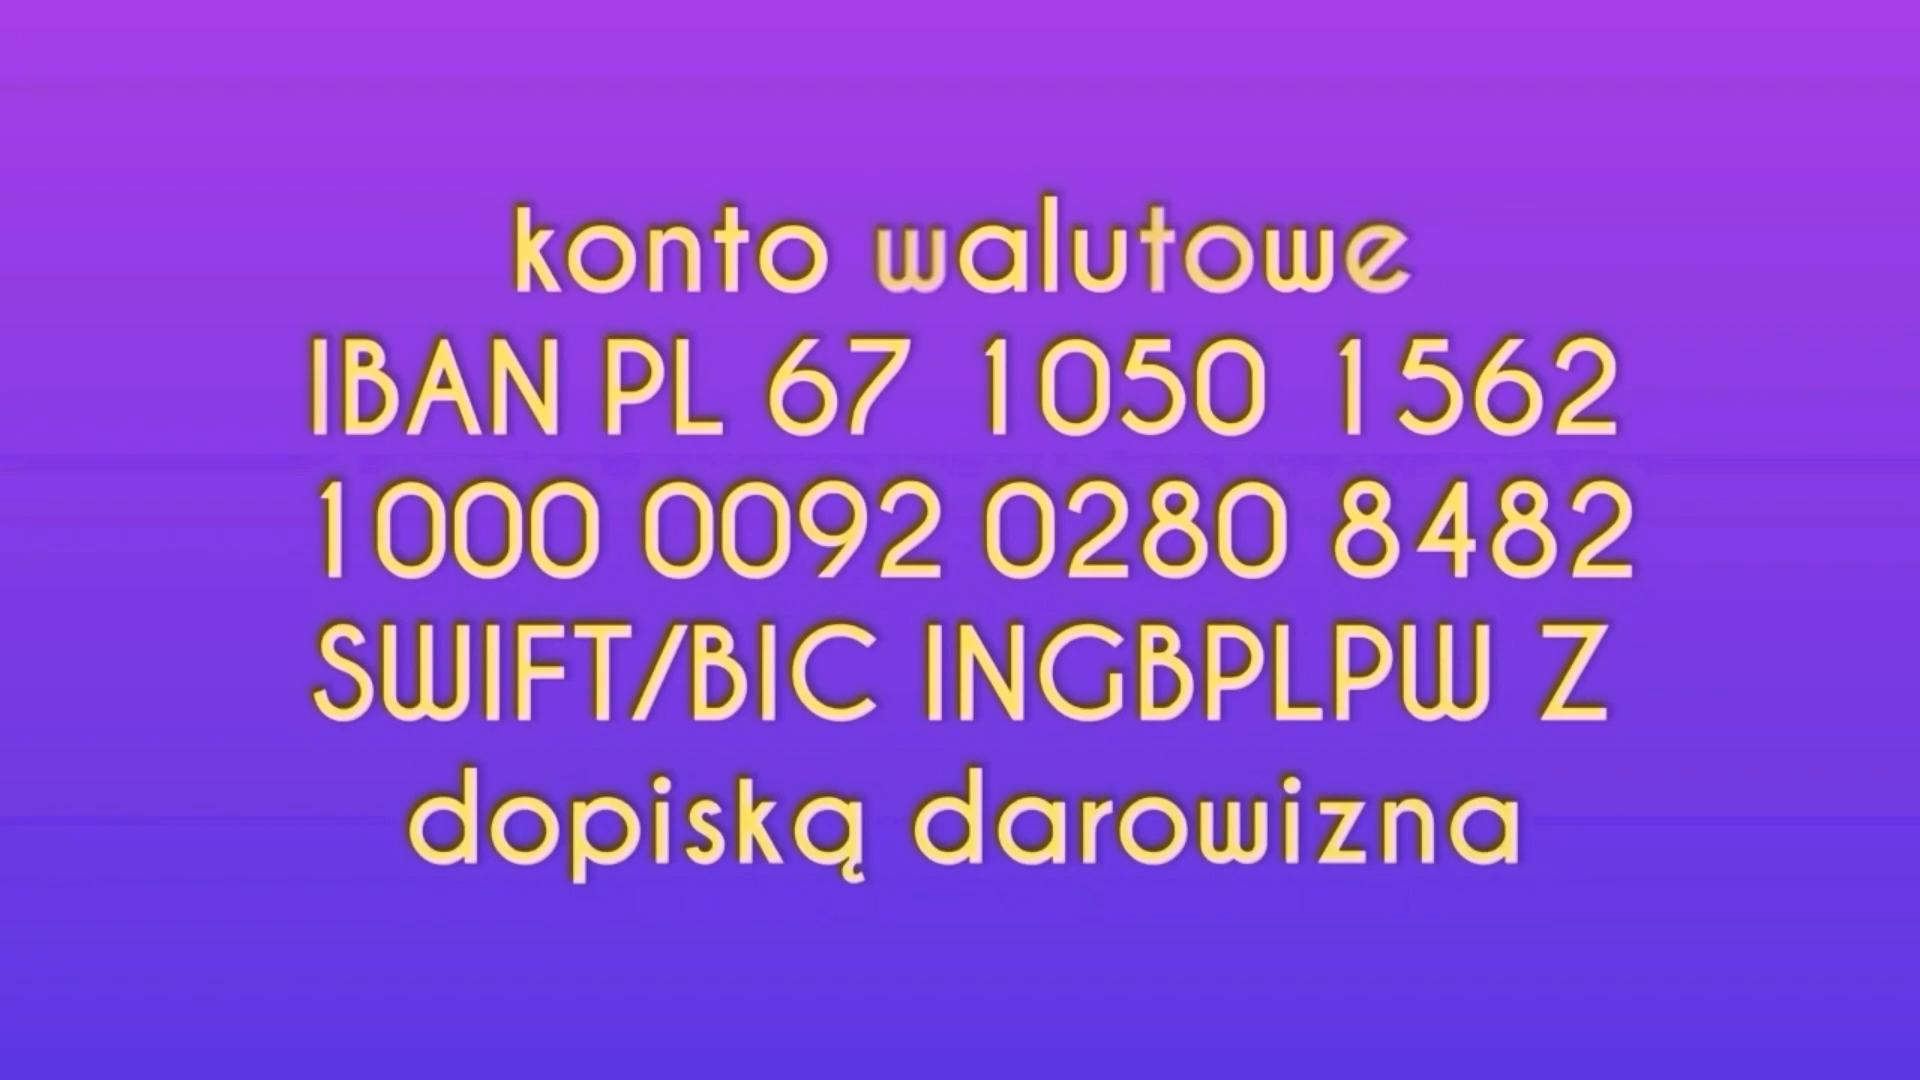 konto walutowe
IBAN PL 67 1050 1562
1000 0092 0280 8482
SWIFT/BIC INGBPLPW Z
dopiską darowizna